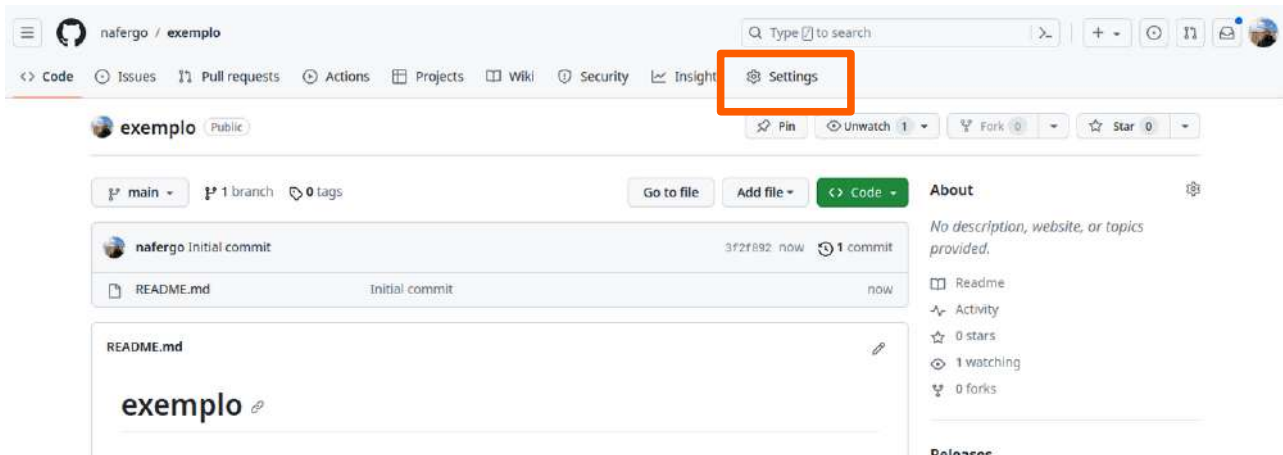 nafergo / exemplo
Type / to search
Code Issues Pull requests Actions Projects Wiki Security Insight Settings
exemplo Public
Pin Unwatch 1 Fork 0 Star 0
main 1 branch 0 tags
Go to file Add file Code
About
No description, website, or topics
provided.
nafergo Initial commit 3f2f892 now 1 commit
README.md Initial commit now
Readme
Activity
0 stars
1 watching
0 forks
README.md
exemplo
Releases